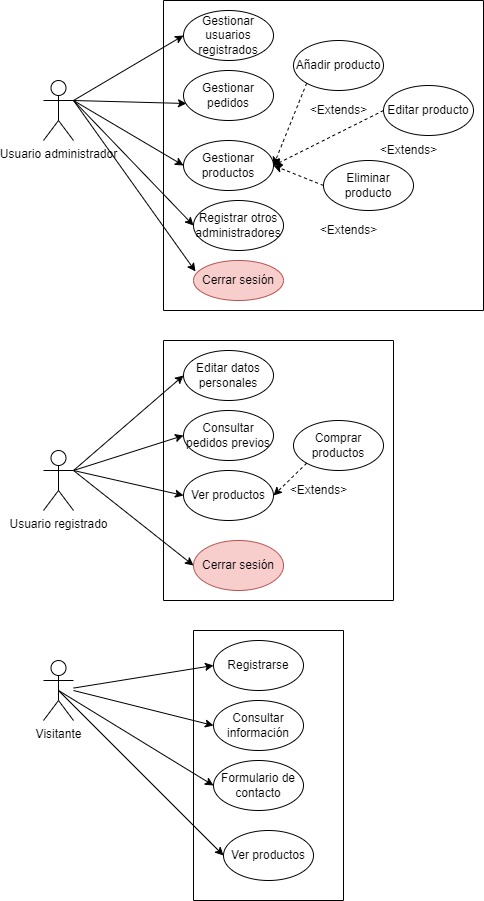 Gestionar
usuarios
registrados
Añadir producto
Gestionar
pedidos
<Extends>
Editar producto
Usuario administrador
Gestionar
productos
<Extends>
Eliminar
producto
Registrar otros
administradores
<Extends>
Cerrar sesión
Editar datos
personales
Consultar
pedidos previos
Comprar
productos
Ver productos
<Extends>
Usuario registrado
Cerrar sesión
Registrarse
Visitante
Consultar
información
Formulario de
contacto
Ver productos